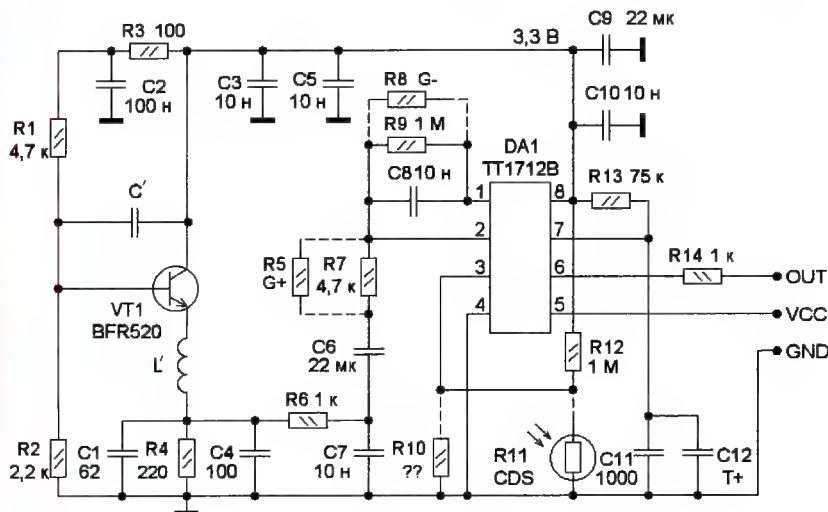 R3 100
C2
100 н
R1
4,7 к
C'
VT1
BFR520
L'
R2
2,2 к
C1
62
R4
220
C4
100
C3
10 н
C5
10 н
R6 1 к
C7
10 н
C6
22 мк
R5
G+
R7
4,7 к
R8 G-
R9 1 М
C8 10 н
3,3 В
DA1
TT1712B
1
2
3
4
8
7
6
5
C9 22 мк
C10 10 н
R13 75 к
R14 1 к
OUT
VCC
GND
R12
1 М
R10
??
R11
CDS
C11
1000
C12
T+